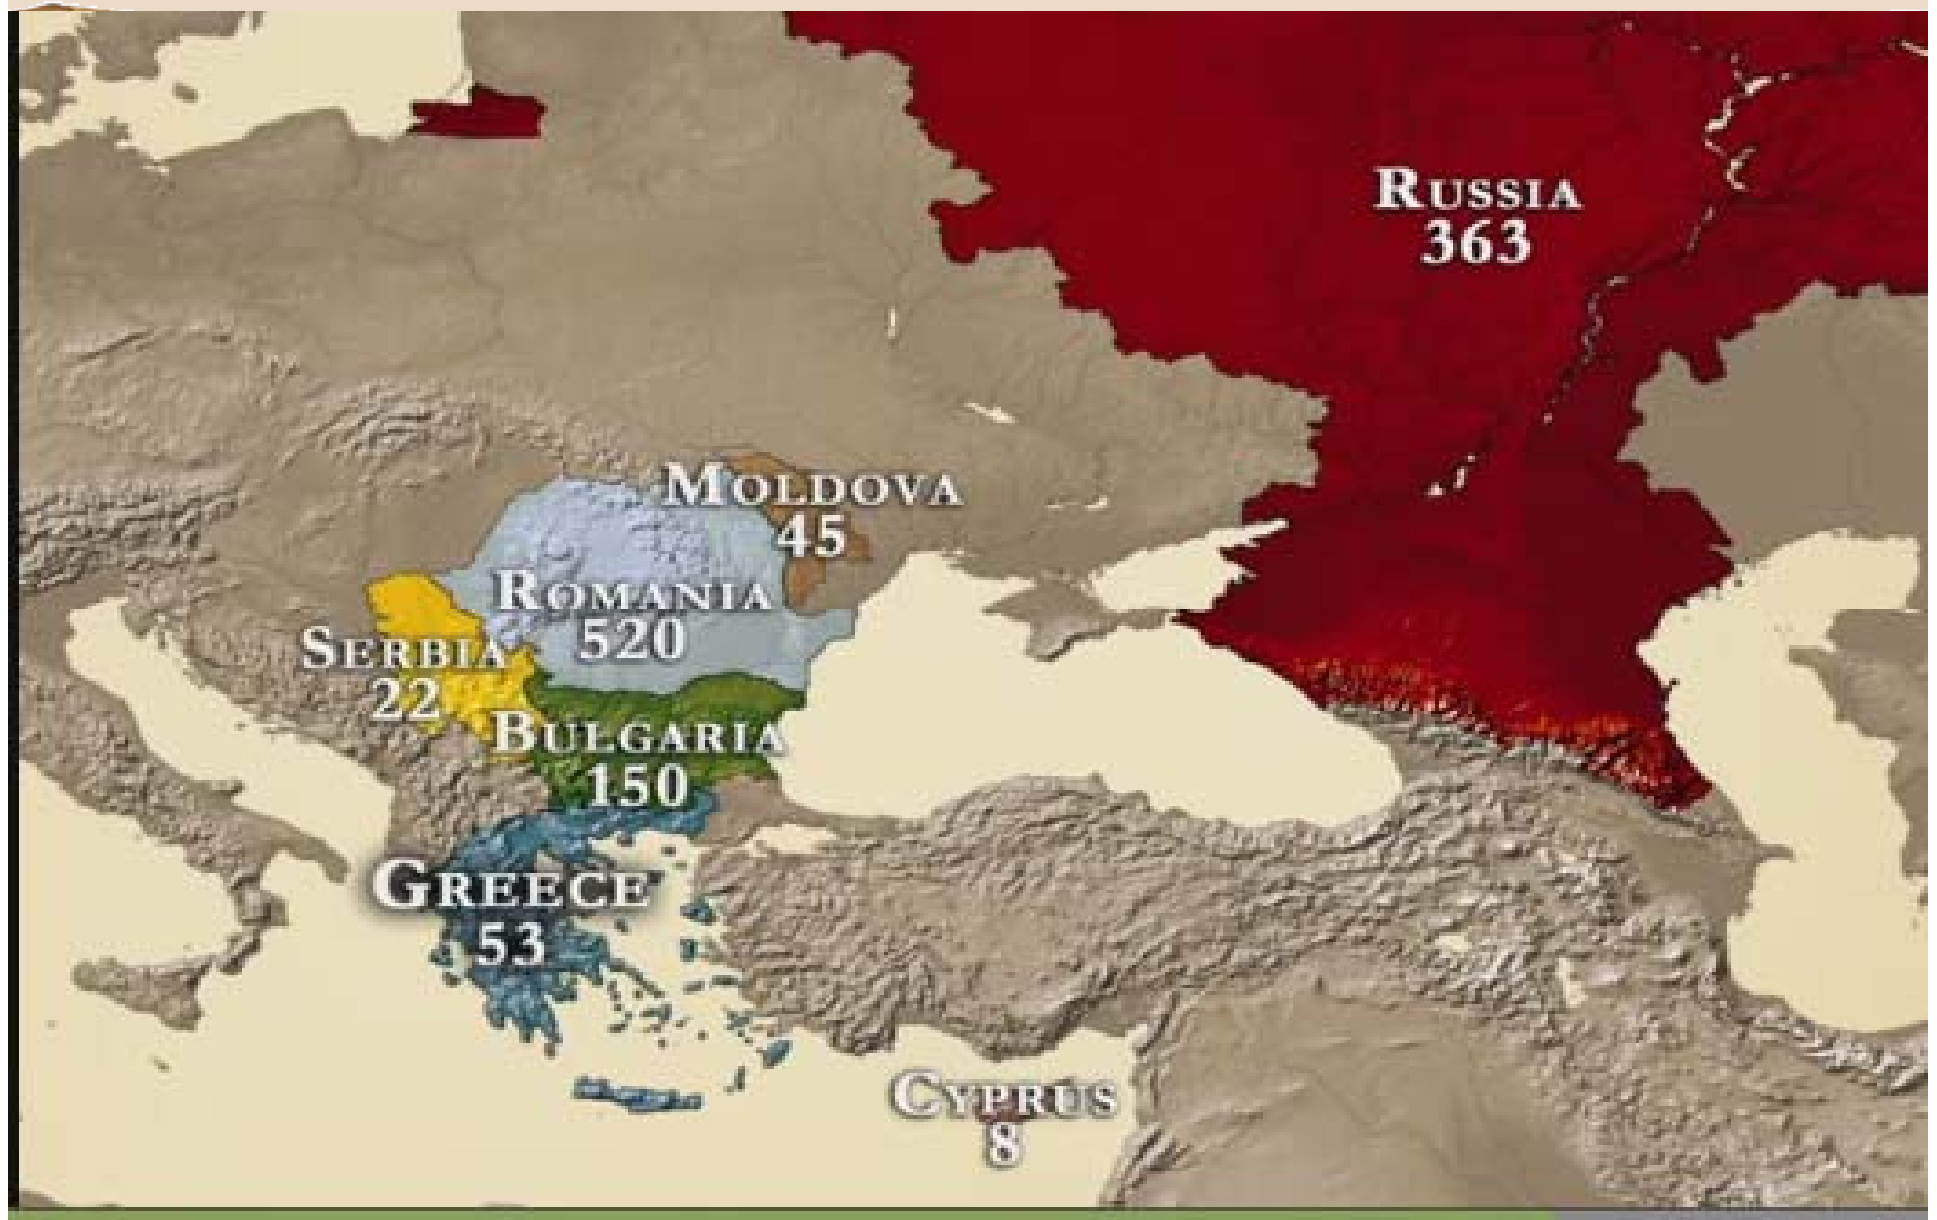 RUSSIA
363
MOLDOVA
45
ROMANIA
520
SERBIA
22
BULGARIA
150
GREECE
53
CYPRUS
8